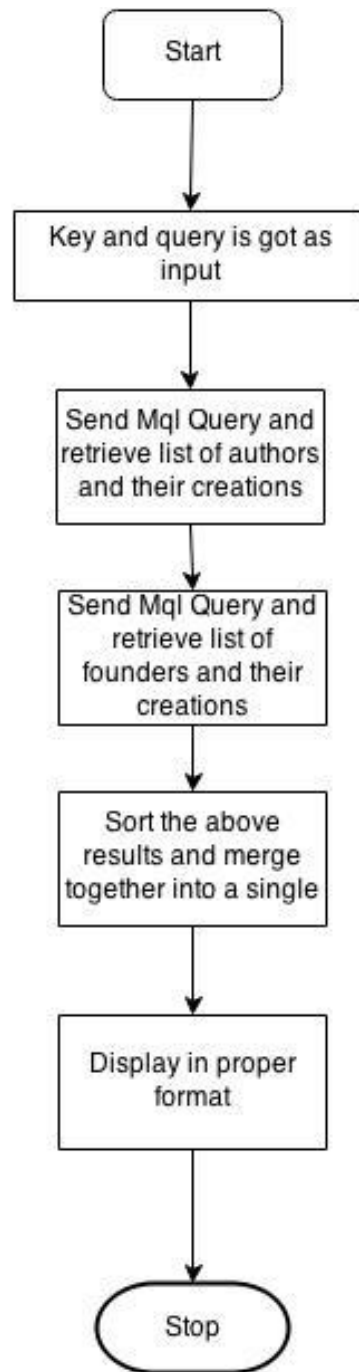 Start
Key and query is got as
input
Send Mql Query and
retrieve list of authors
and their creations
Send Mql Query and
retrieve list of
founders and their
creations
Sort the above
results and merge
together into a single
Display in proper
format
Stop